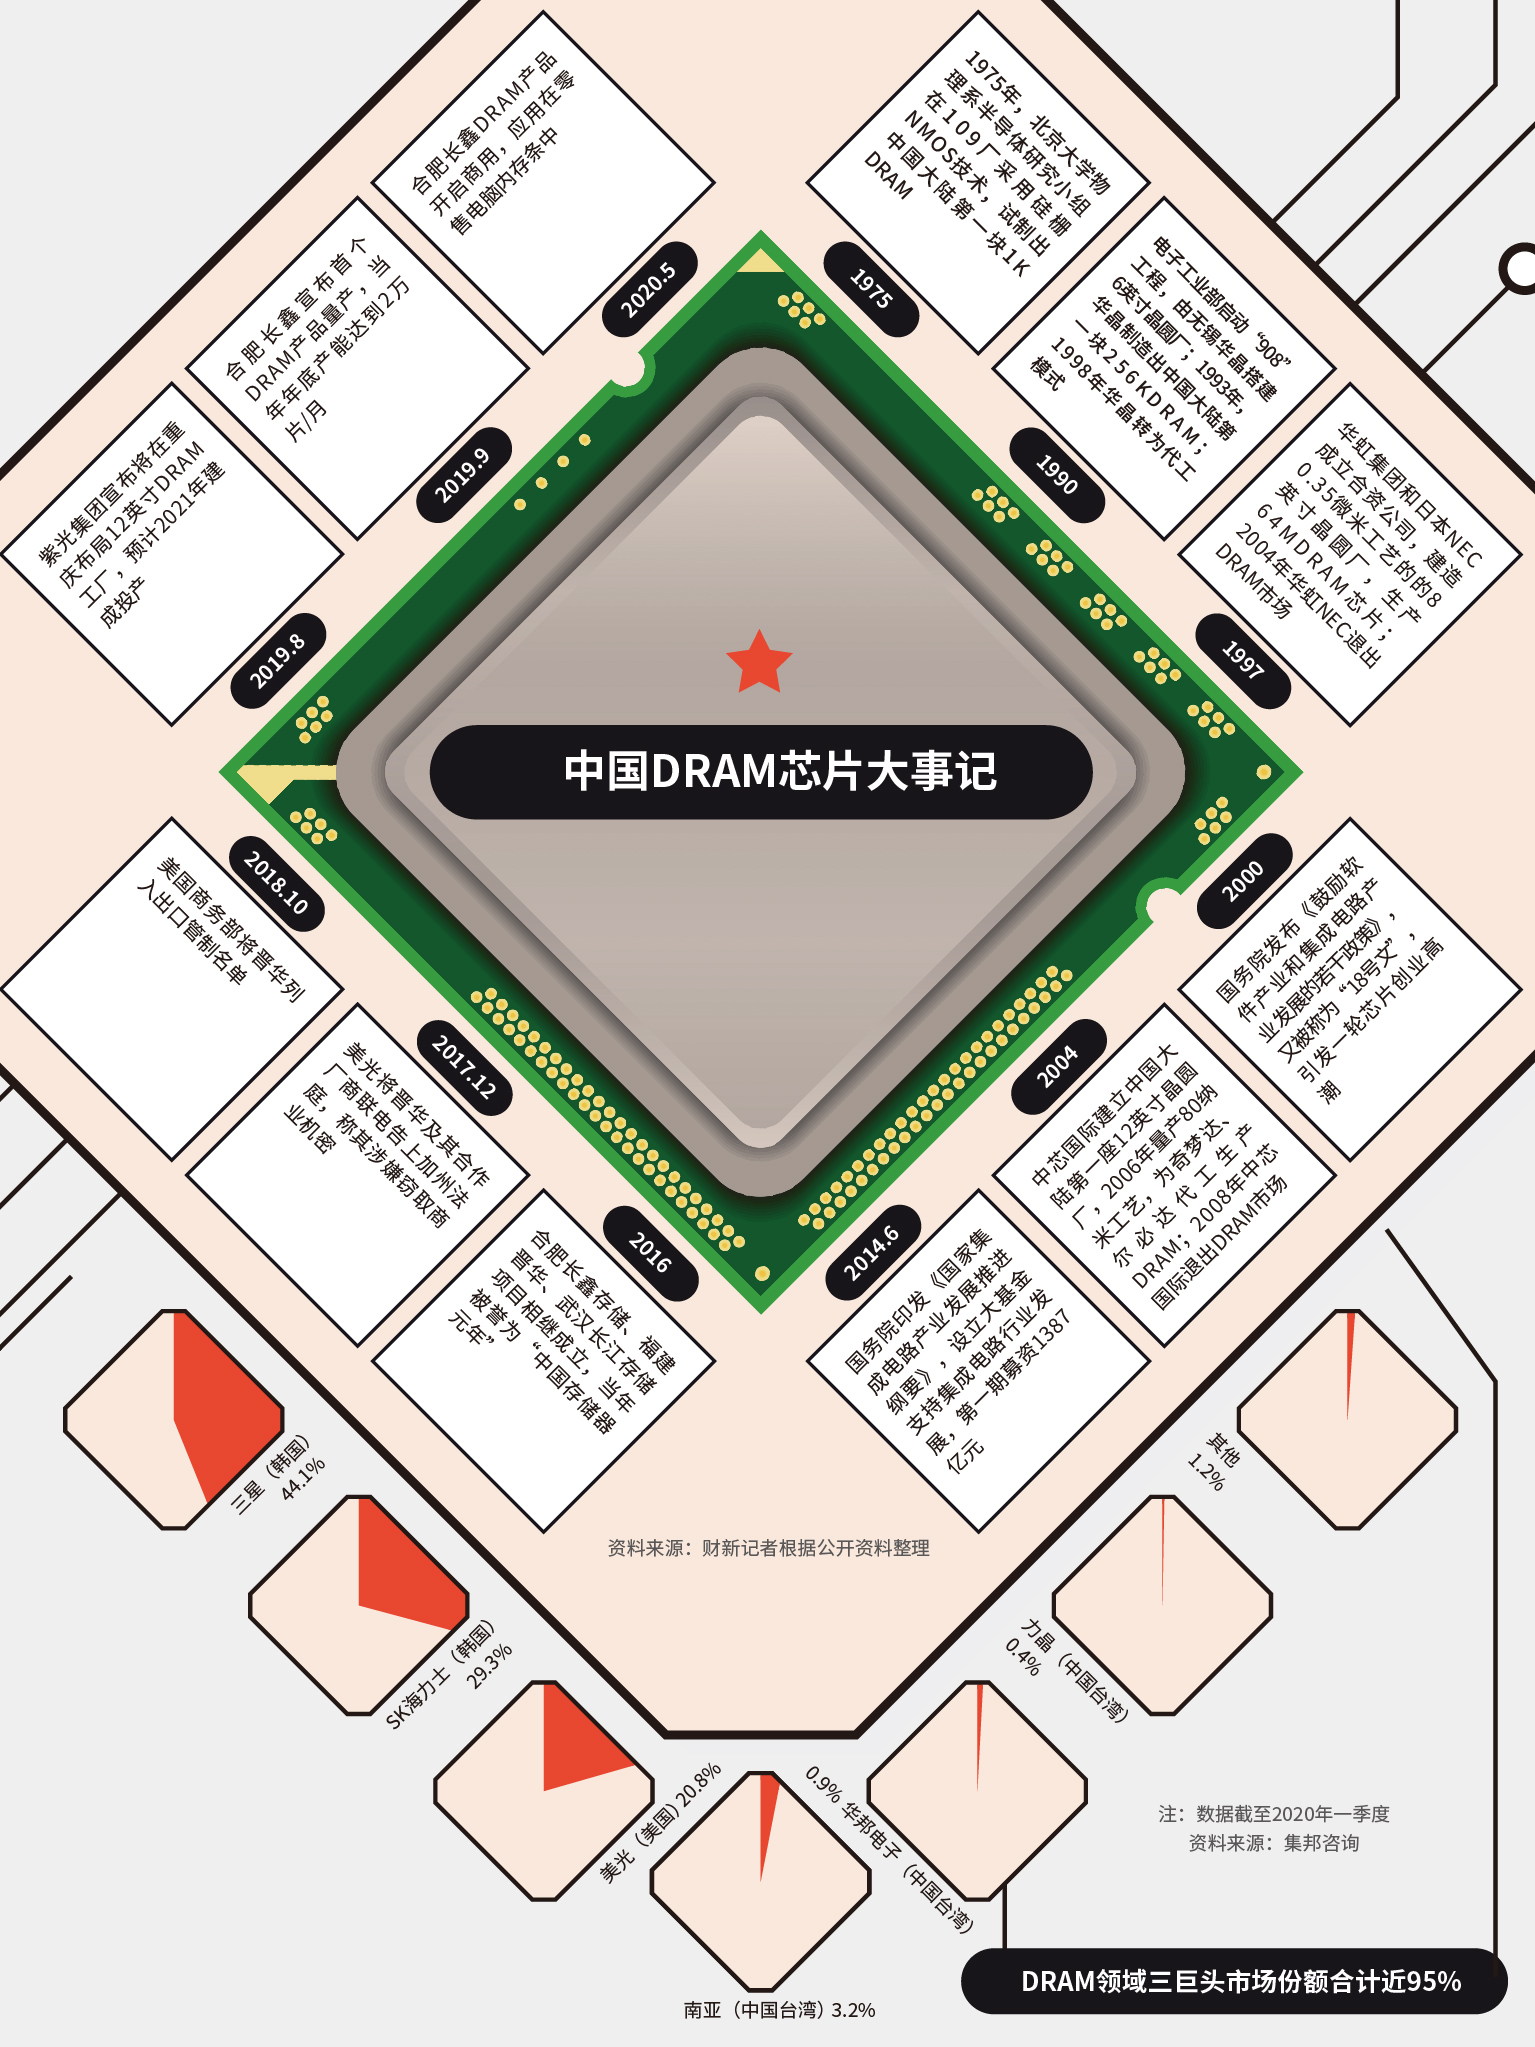 中国DRAM芯片大事记
1975
1975年，北京大学物
理系半导体研究小组
在109厂采用硅栅
NMOS技术，试制出
中国大陆第一块1K
DRAM
1990
电子工业部启动“908”
工程，由无锡华晶搭建
6英寸晶圆厂；1993年，
华晶制造出中国大陆第
一块256KDRAM；
1998年华晶转为代工
模式
1997
华虹集团和日本NEC
成立合资公司，建造
0.35微米工艺的的8
英寸晶圆厂，生产
64MDRAM芯片；
2004年华虹NEC退出
DRAM市场
2000
国务院发布《鼓励软
件产业和集成电路产
业发展的若干政策》，
又被称为“18号文”，
引发一轮芯片创业高
潮
2004
中芯国际建立中国大
陆第一座12英寸晶圆
厂，2006年量产80纳
米工艺，为奇梦达、
尔必达代工生产
DRAM；2008年中芯
国际退出DRAM市场
2014.6
国务院印发《国家集
成电路产业发展推进
纲要》，设立大基金
支持集成电路行业发
展，第一期募资1387
亿元
2016
合肥长鑫存储、福建
晋华、武汉长江存储
项目相继成立，当年
被誉为“中国存储器
元年”
2017.12
美光将晋华及其合作
厂商联电告上加州法
庭，称其涉嫌窃取商
业机密
2018.10
美国商务部将晋华列
入出口管制名单
2019.8
紫光集团宣布将在重
庆布局12英寸DRAM
工厂，预计2021年建
成投产
2019.9
合肥长鑫宣布首个
DRAM产品量产，当
年年底产能达到2万
片/月
2020.5
合肥长鑫DRAM产品
开启商用，应用在零
售电脑内存条中
资料来源：财新记者根据公开资料整理
三星（韩国）
44.1%
SK海力士（韩国）
29.3%
美光（美国）20.8%
南亚（中国台湾）3.2%
0.9% 华邦电子（中国台湾）
力晶（中国台湾）
0.4%
其他
1.2%
注：数据截至2020年一季度
资料来源：集邦咨询
DRAM领域三巨头市场份额合计近95%